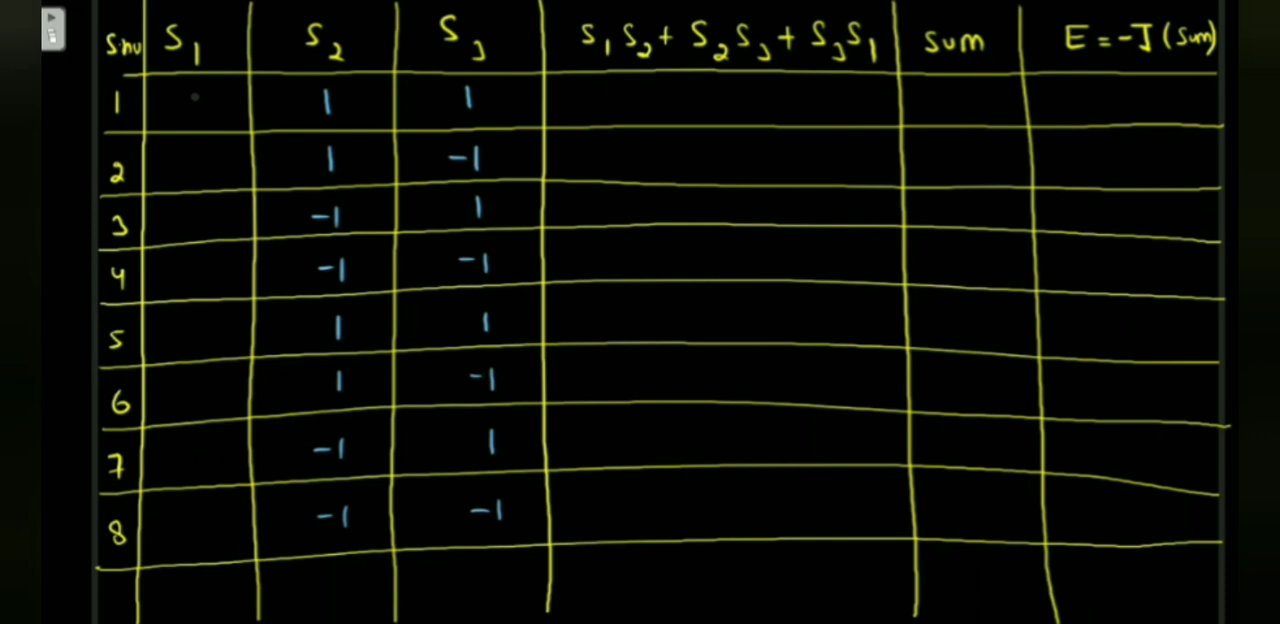 S.no S₁ S₂ S₃ S₁S₂ + S₂S₃ + S₃S₁ sum E = -J (sum)
1 1 1
2 1 -1
3 -1 1
4 -1 -1
5 1 1
6 1 -1
7 -1 1
8 -1 -1